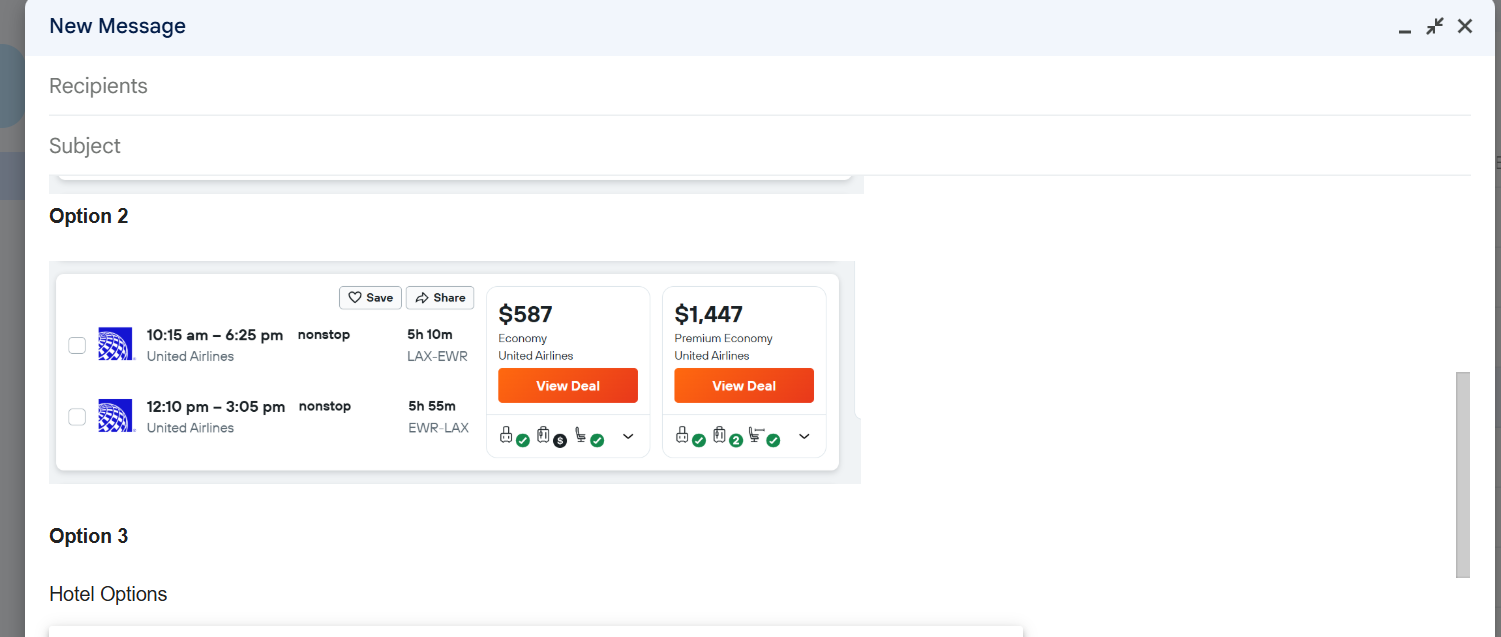 New Message
Recipients
Subject
Option 2
Save Share
10:15 am – 6:25 pm nonstop 5h 10m
United Airlines LAX-EWR
12:10 pm – 3:05 pm nonstop 5h 55m
United Airlines EWR-LAX
$587
Economy
United Airlines
View Deal
$
$1,447
Premium Economy
United Airlines
View Deal
2
Option 3
Hotel Options